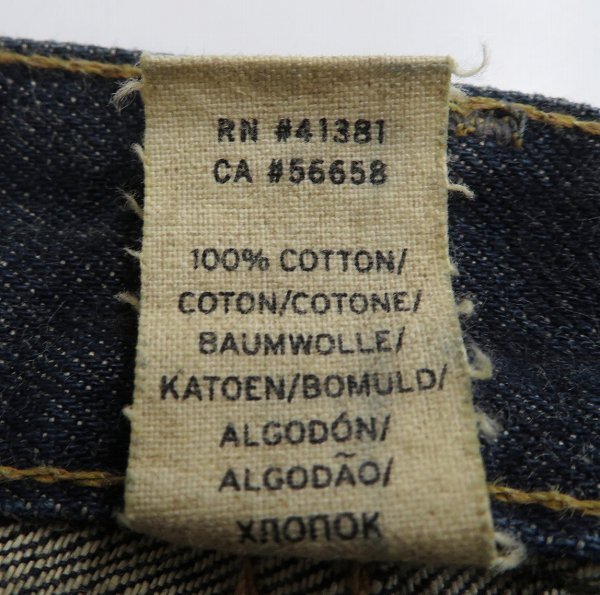 RN #41381
CA #56658
100% COTTON/
COTON/COTONE/
BAUMWOLLE/
KATOEN/BOMULD/
ALGODÓN/
ALGODÃO/
ХЛОПОК